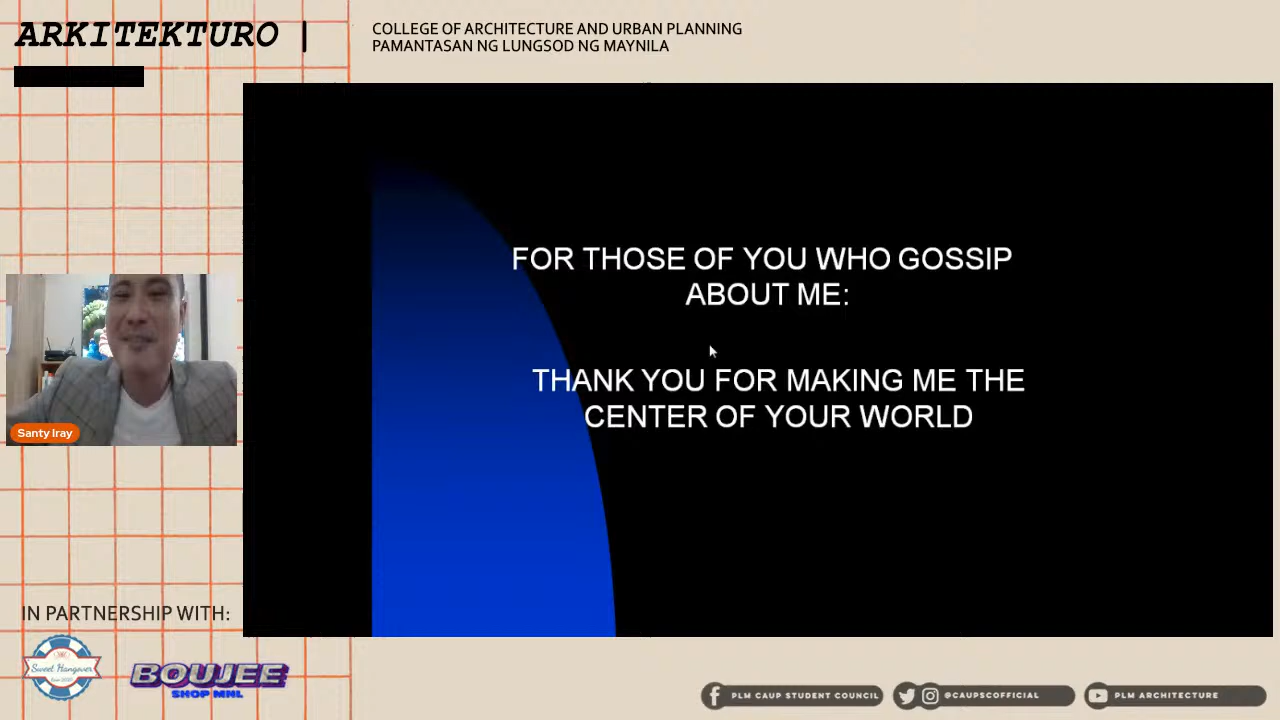 ARKITEKTURO |
COLLEGE OF ARCHITECTURE AND URBAN PLANNING
PAMANTASAN NG LUNGSOD NG MAYNILA
FOR THOSE OF YOU WHO GOSSIP
ABOUT ME:
THANK YOU FOR MAKING ME THE
CENTER OF YOUR WORLD
Santy Iray
IN PARTNERSHIP WITH:
Sweet Hangover
BOUJEE
SHOP MNL
PLM CAUP STUDENT COUNCIL
@CAUPSCOFFICIAL
PLM ARCHITECTURE